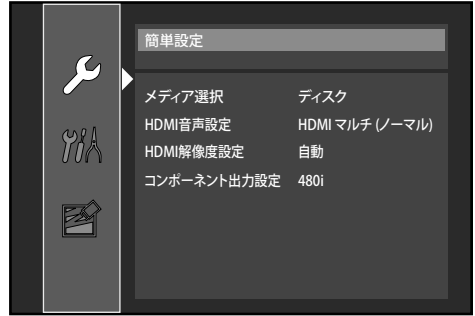 簡単設定
メディア選択 ディスク
HDMI音声設定 HDMI マルチ (ノーマル)
HDMI解像度設定 自動
コンポーネント出力設定 480i